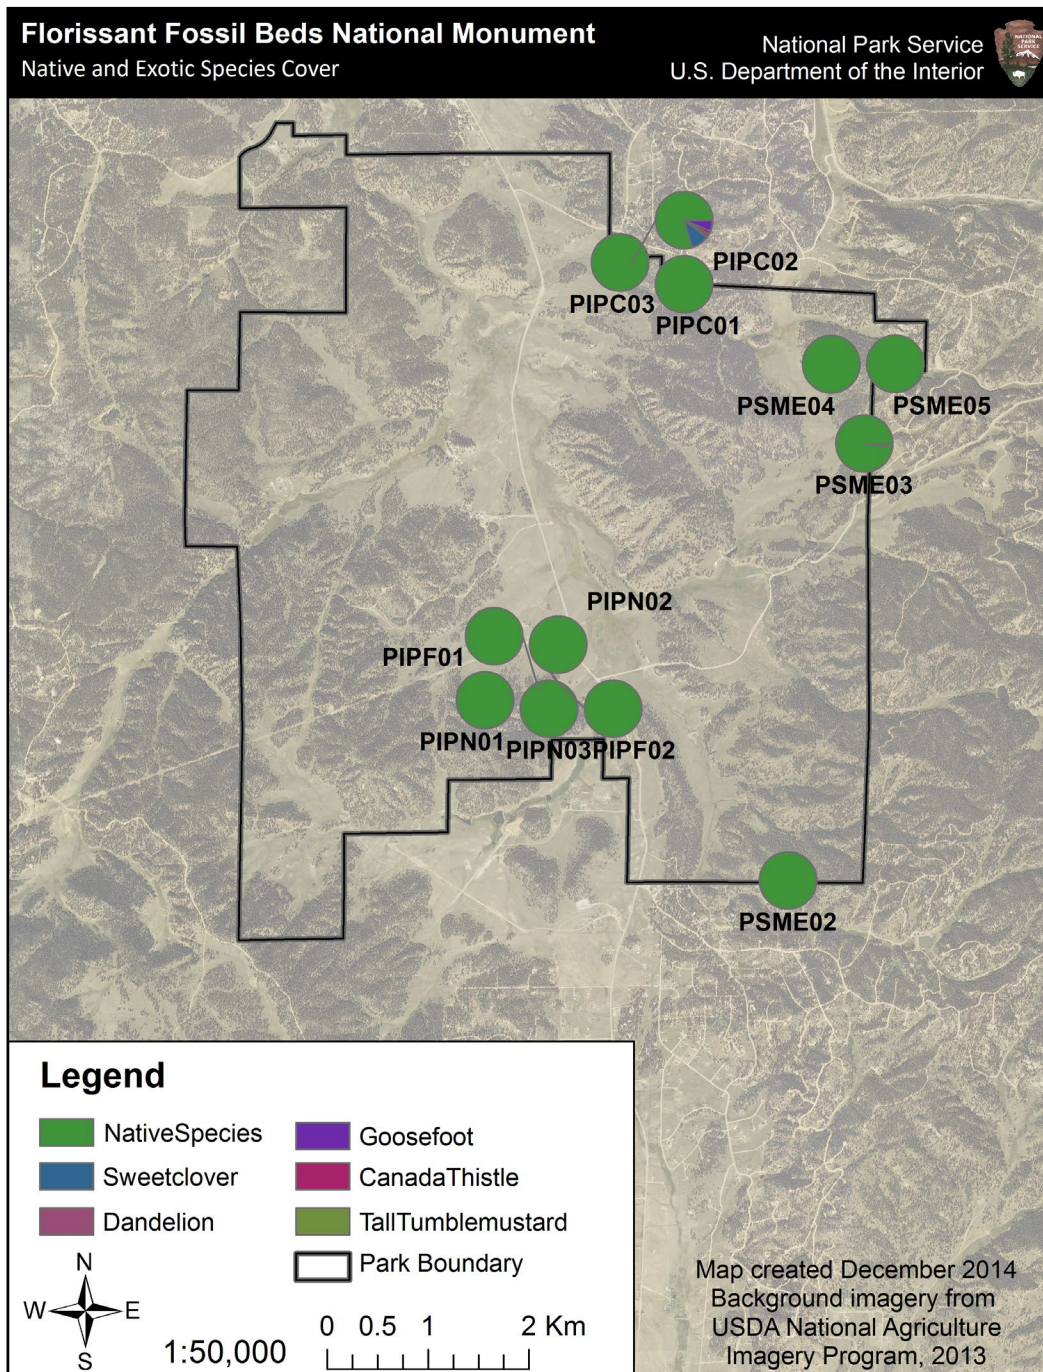 Florissant Fossil Beds National Monument
Native and Exotic Species Cover
National Park Service
U.S. Department of the Interior
NATIONAL
PARK
SERVICE
PIPC02
PIPC03
PIPC01
PSME04
PSME05
PSME03
PIPN02
PIPF01
PIPN01
PIPN03
PIPF02
PSME02
Legend
NativeSpecies
Goosefoot
Sweetclover
CanadaThistle
Dandelion
TallTumblemustard
Park Boundary
N
W
E
S
1:50,000
0 0.5 1 2 Km
Map created December 2014
Background imagery from
USDA National Agriculture
Imagery Program, 2013